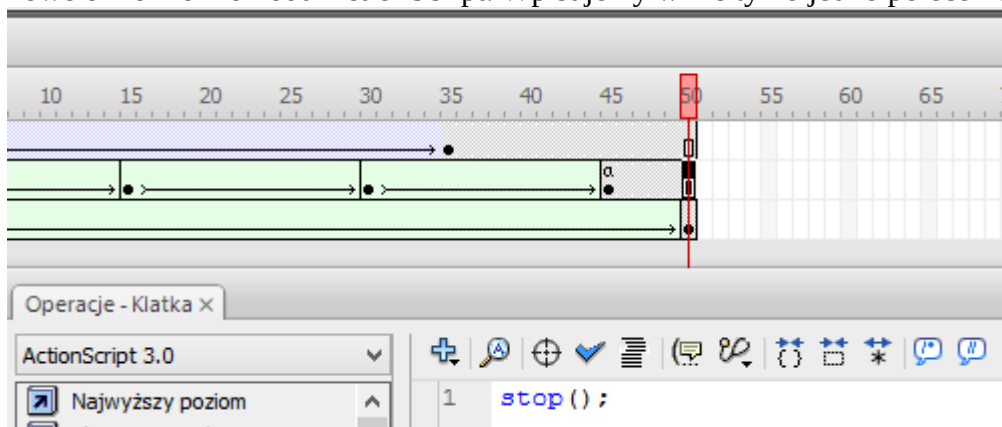 10 15 20 25 30 35 40 45 50 55 60 65
a
Operacje - Klatka ×
ActionScript 3.0
Najwyższy poziom
1 stop();